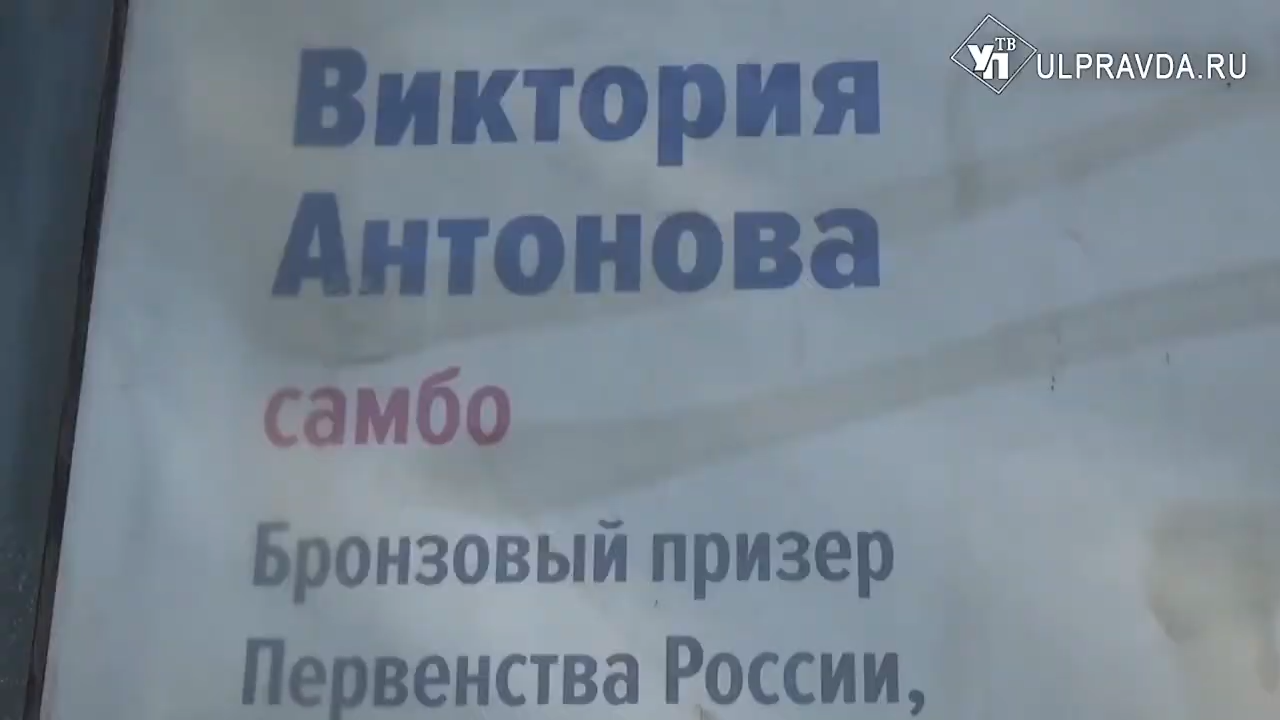 УП ТВ ULPRAVDA.RU
Виктория
Антонова
самбо
Бронзовый призер
Первенства России,